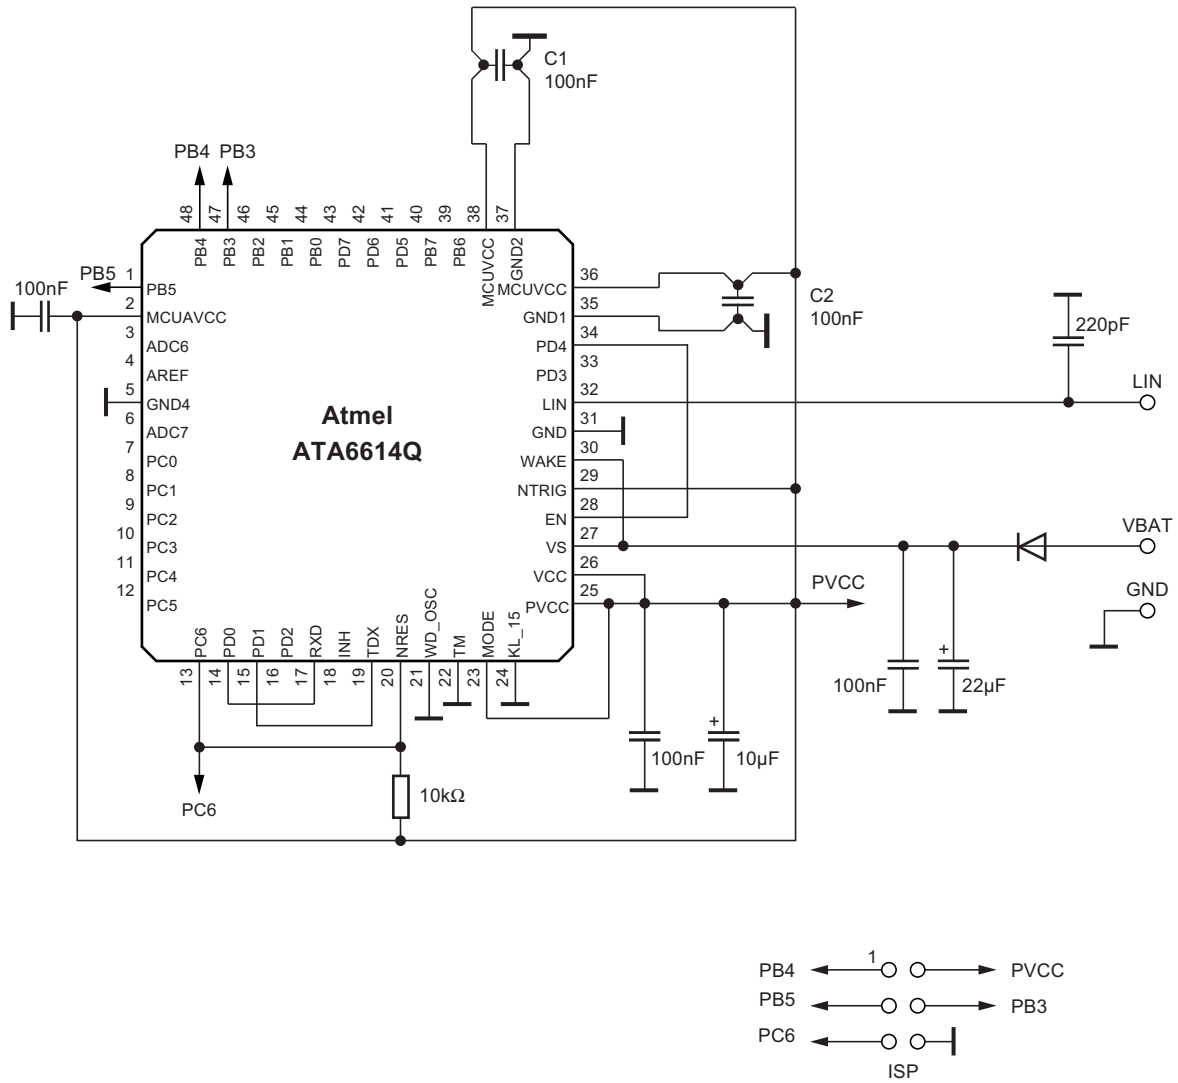 C1
100nF
PB4 PB3
48 47 46 45 44 43 42 41 40 39 38 37
PB4 PB3 PB2 PB1 PB0 PD7 PD6 PD5 PB7 PB6 MCUVCC GND2
PB5
100nF
1
PB5
2
MCUAVCC
3
ADC6
4
AREF
5
GND4
6
ADC7
7
PC0
8
PC1
9
PC2
10
PC3
11
PC4
12
PC5
Atmel
ATA6614Q
36
MCUVCC
35
GND1
34
PD4
33
PD3
32
LIN
31
GND
30
WAKE
29
NTRIG
28
EN
27
VS
26
VCC
25
PVCC
C2
100nF
220pF
LIN
VBAT
GND
PVCC
100nF
+
22µF
PC6 PD0 PD1 PD2 RXD INH TDX NRES WD_OSC TM MODE KL_15
13 14 15 16 17 18 19 20 21 22 23 24
100nF
+
10µF
PC6
10kΩ
1
PB4 PVCC
PB5 PB3
PC6
ISP